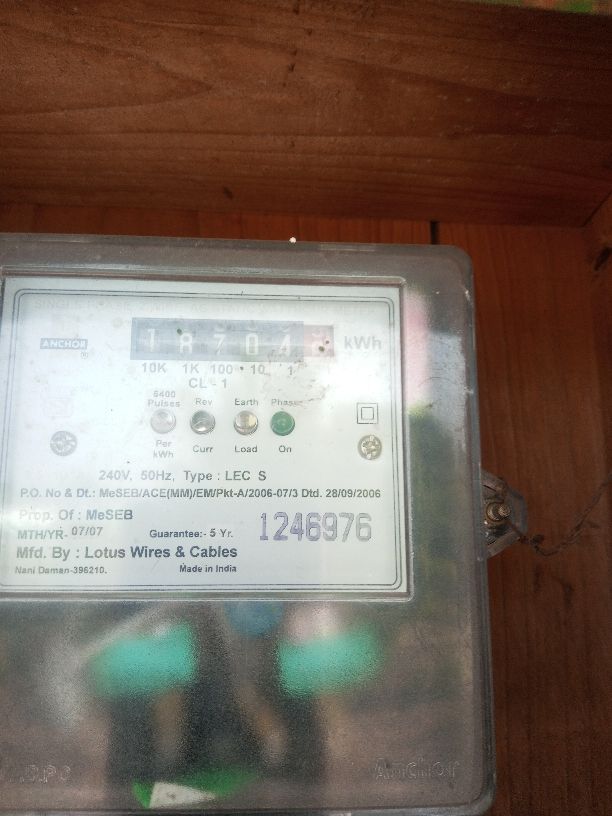 ANCHOR
1 8 7 0 4 kWh
10K 1K 100 10 1
CL - 1
6400 Pulses Rev Earth Phase
Per kWh Curr Load On
240V, 50Hz, Type : LEC S
P.O. No & Dt.: MeSEB/ACE(MM)/EM/Pkt-A/2006-07/3 Dtd. 28/09/2006
Prop. Of : MeSEB
MTH/YR- 07/07 Guarantee:- 5 Yr. 1246976
Mfd. By : Lotus Wires & Cables
Nani Daman-396210. Made in India
Anchor